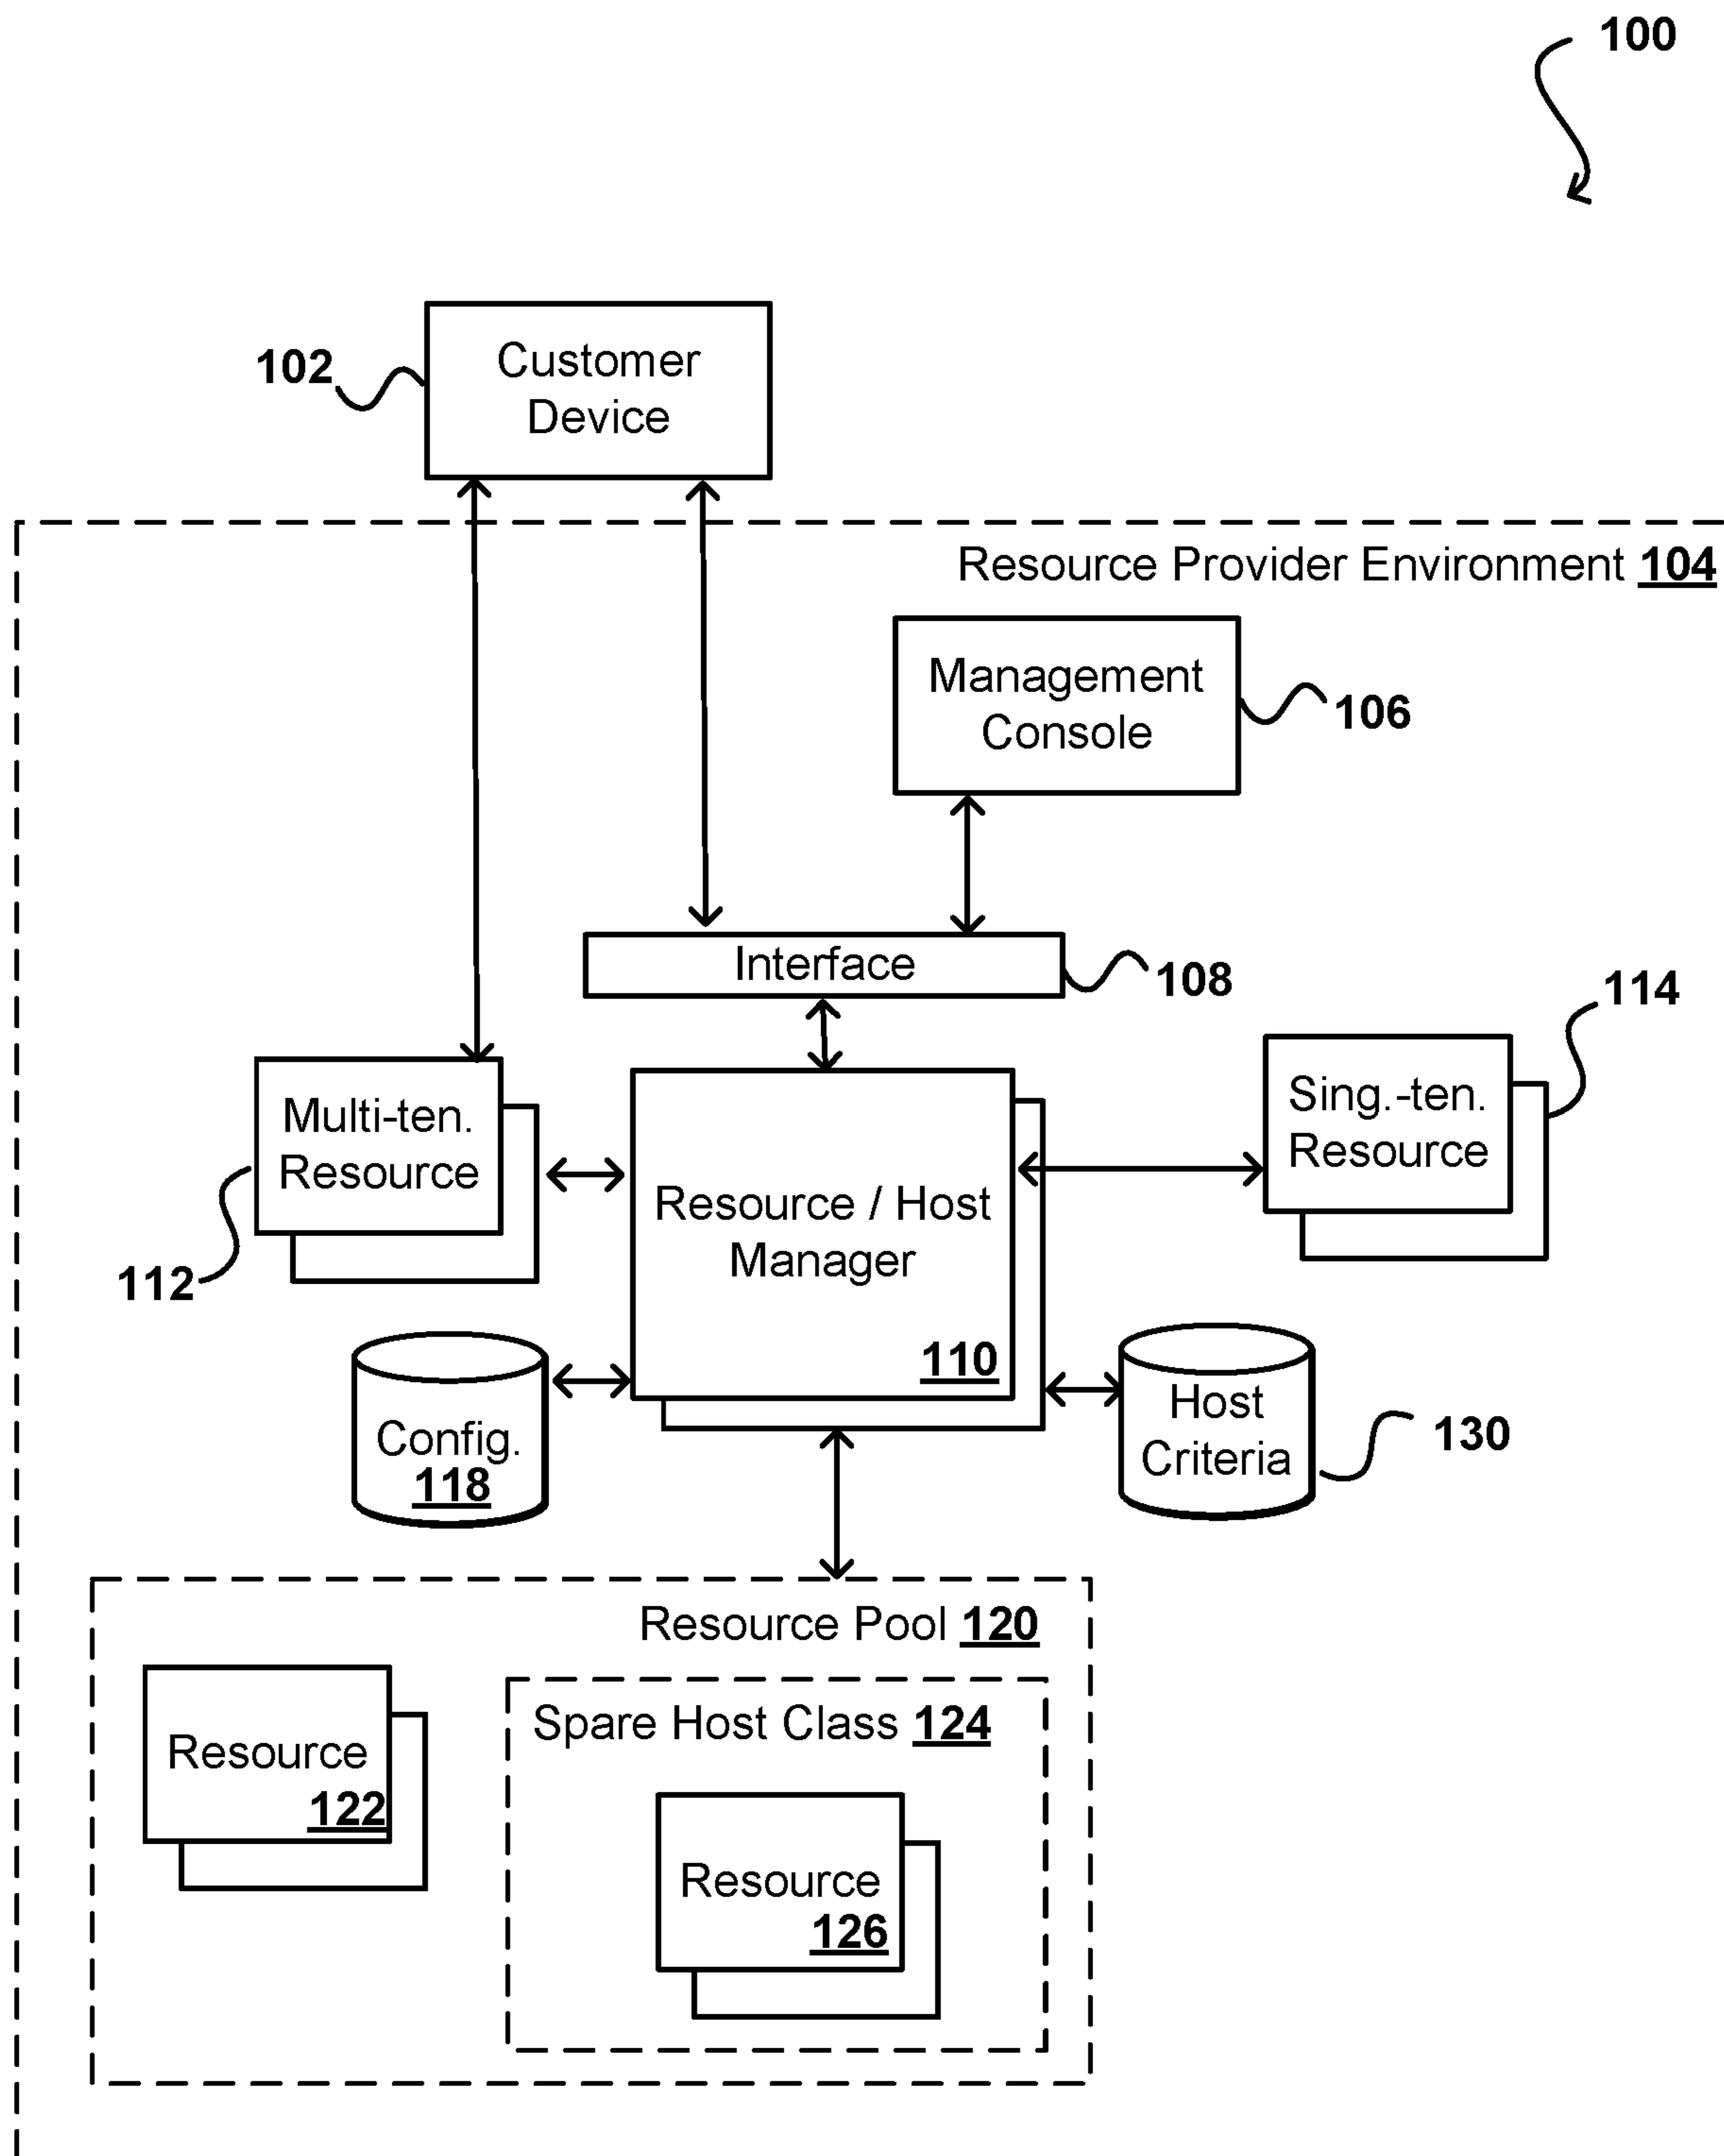 100
Customer
Device
102
Resource Provider Environment 104
Management
Console
106
Interface
108
114
Multi-ten.
Resource
112
Resource / Host
Manager
110
Sing.-ten.
Resource
Config.
118
Host
Criteria
130
Resource Pool 120
Resource
122
Spare Host Class 124
Resource
126